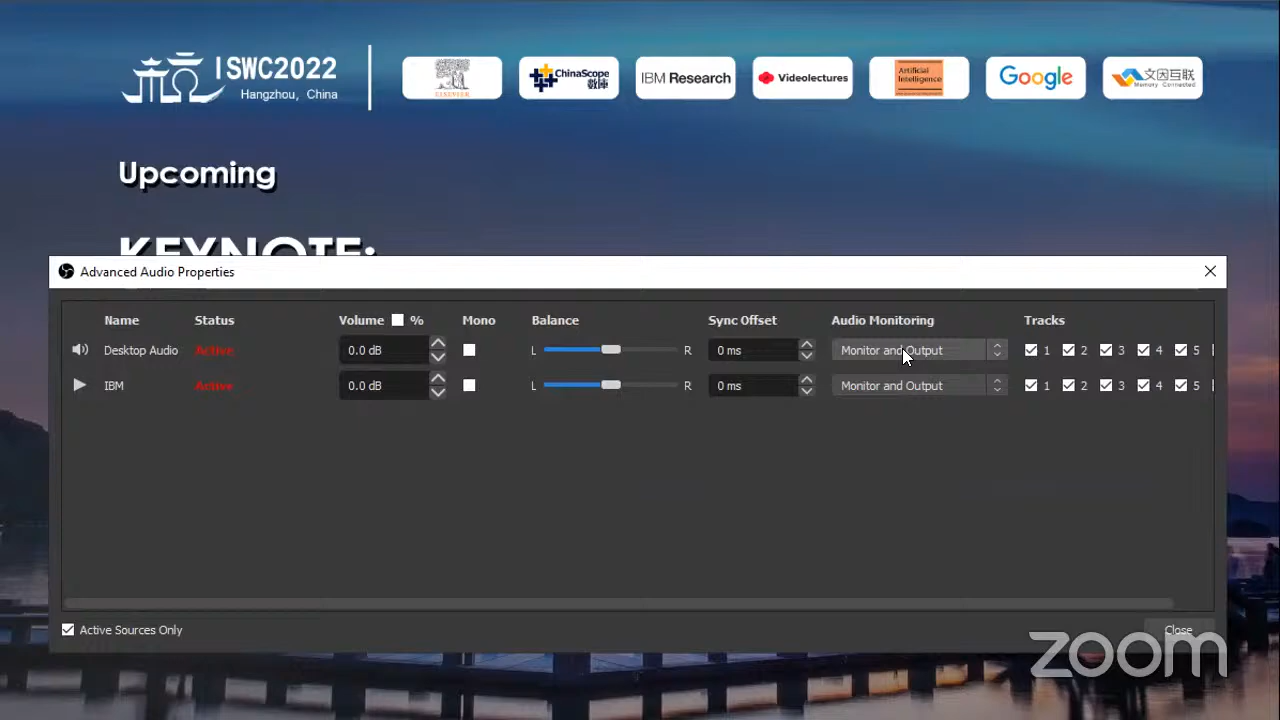 ISWC2022
Hangzhou, China
ELSEVIER
ChinaScope
数库
IBM Research
Videolectures
Artificial
Intelligence
Google
文因互联
Memory Connected
Upcoming
KEYNOTE:
Advanced Audio Properties
Name Status Volume % Mono Balance Sync Offset Audio Monitoring Tracks
Desktop Audio Active 0.0 dB L R 0 ms Monitor and Output 1 2 3 4 5
IBM Active 0.0 dB L R 0 ms Monitor and Output 1 2 3 4 5
Active Sources Only
Close
zoom